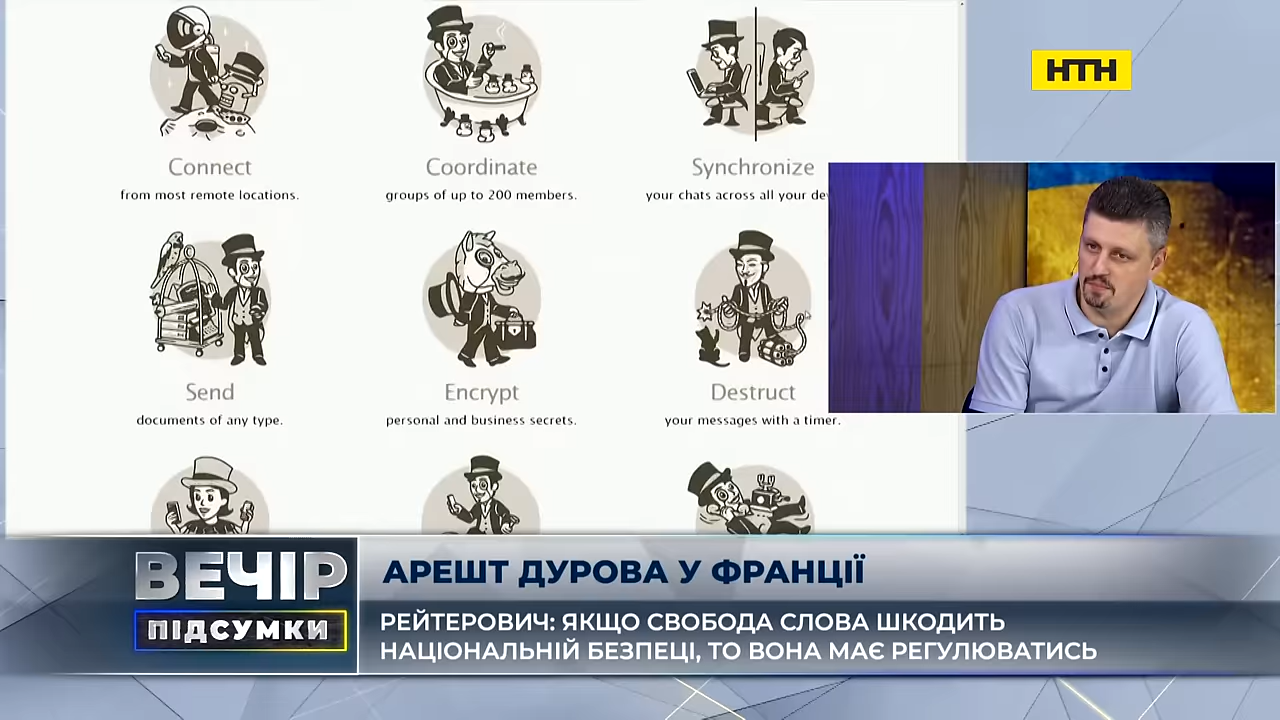 НТН
Connect
Coordinate
Synchronize
from most remote locations.
groups of up to 200 members.
your chats across all your
Send
Encrypt
Destruct
documents of any type.
personal and business secrets.
your messages with a timer.
ВЕЧІР
ПІДСУМКИ
АРЕШТ ДУРОВА У ФРАНЦІЇ
РЕЙТЕРОВИЧ: ЯКЩО СВОБОДА СЛОВА ШКОДИТЬ
НАЦІОНАЛЬНІЙ БЕЗПЕЦІ, ТО ВОНА МАЄ РЕГУЛЮВАТИСЬ